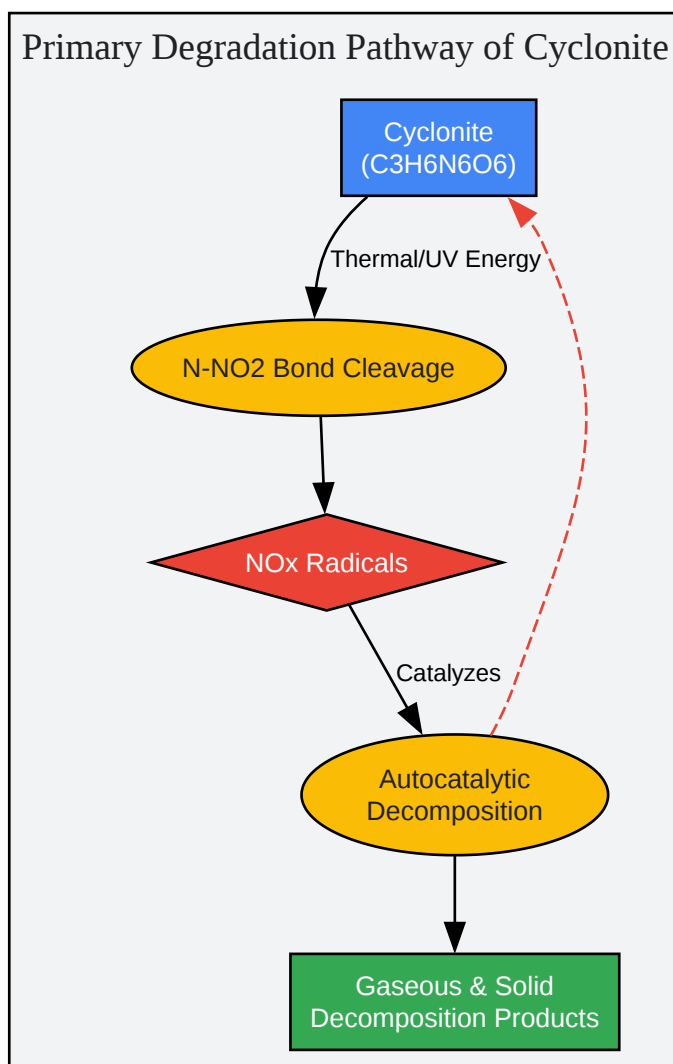 Primary Degradation Pathway of Cyclonite
Cyclonite
(C3H6N6O6)
Thermal/UV Energy
N-NO2 Bond Cleavage
NOx Radicals
Catalyzes
Autocatalytic
Decomposition
Gaseous & Solid
Decomposition Products